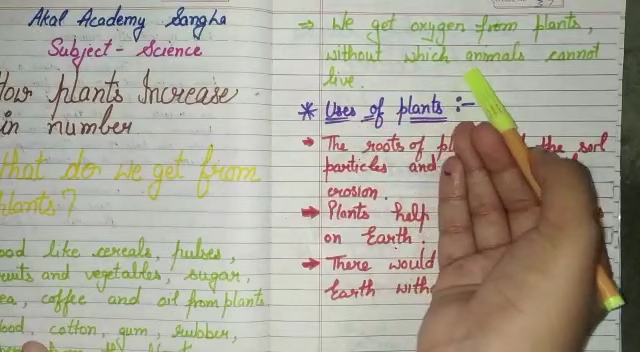 Akal Academy Sangha
Subject - Science
How plants Increase
in number
What do we get from
plants?
Food like cereals, pulses,
fruits and vegetables, sugar,
tea, coffee and oil from plants
cotton, gum, rubber,
⇒ We get oxygen from plants,
without which animals cannot
live.
* Uses of plants :-
→ The roots of the soil
particles and
erosion.
⇒ Plants help
on Earth.
→ There would
Earth